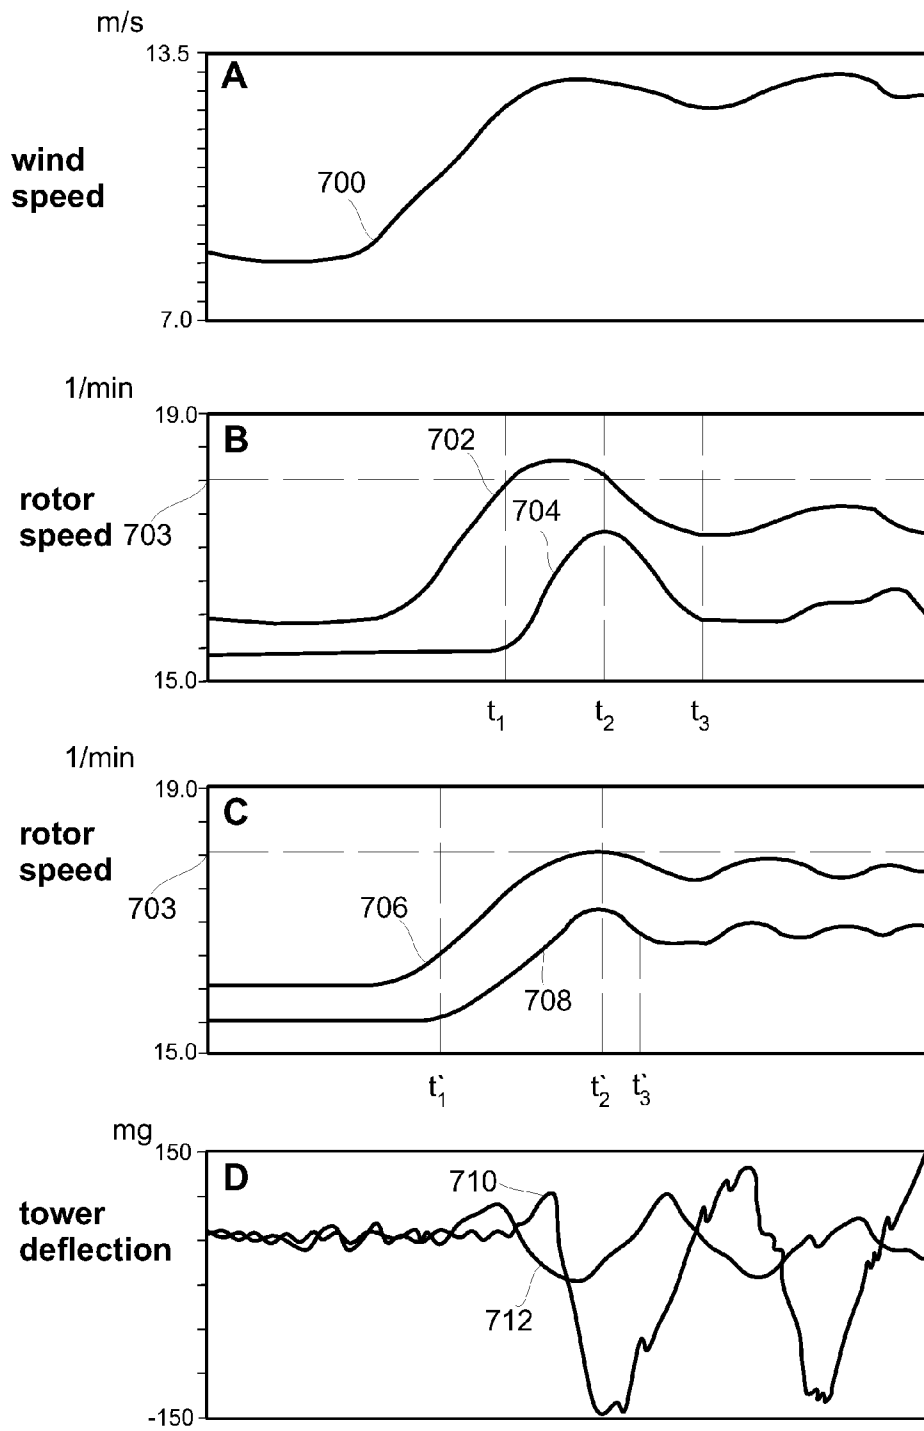 m/s
13.5
A
wind
speed
700
7.0
1/min
19.0
B
702
rotor
speed
703
704
15.0
t1 t2 t3
1/min
19.0
C
rotor
speed
703
706
708
15.0
t`1 t`2 t`3
mg
150
D
710
tower
deflection
712
-150